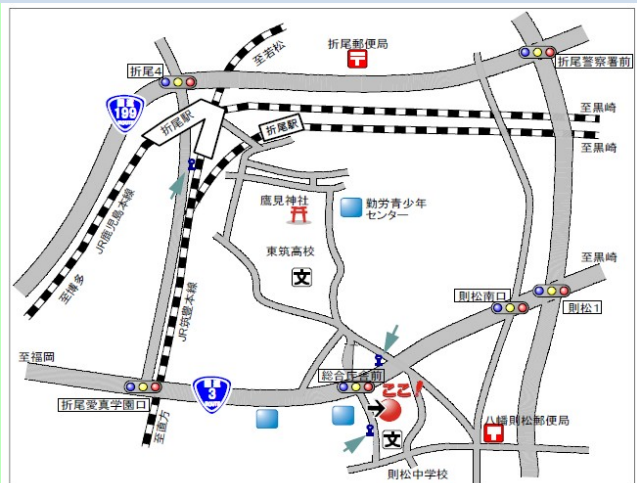 至若松
折尾郵便局
折尾4
折尾警察署前
199
折尾駅
折尾駅
至黒崎
至黒崎
鷹見神社
勤労青少年
センター
JR鹿児島本線
東筑高校
文
至博多
至黒崎
則松南口
則松1
JR筑豊本線
至福岡
総合庁舎前
ここ!
折尾愛真学園口
3
八幡則松郵便局
文
至直方
則松中学校